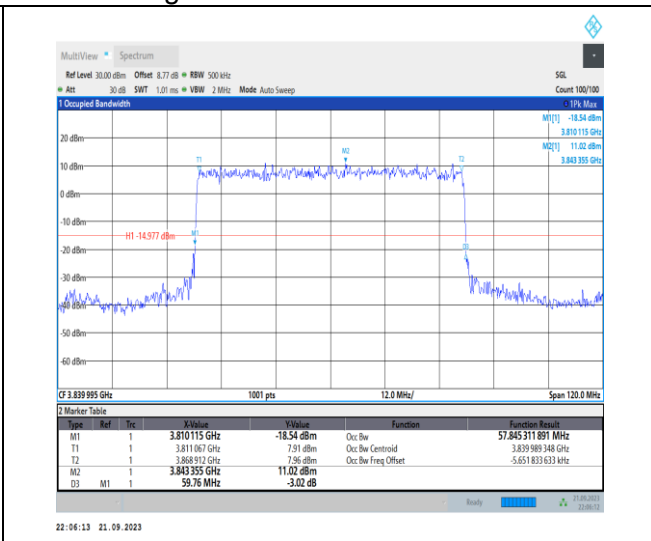 MultiView Spectrum
Ref Level 30.00 dBm Offset 8.77 dB RBW 500 kHz SGL
Att 30 dB SWT 1.01 ms VBW 2 MHz Mode Auto Sweep Count 100/100
1 Occupied Bandwidth 1Pk Max
M1[1] -18.54 dBm
3.810 115 GHz
20 dBm
M2[1] 11.02 dBm
3.843 355 GHz
M2
T1 T2
10 dBm
0 dBm
-10 dBm
H1 -14.977 dBm M1
-20 dBm
D3
-30 dBm
-40 dBm
-50 dBm
-60 dBm
CF 3.839 995 GHz 1001 pts 12.0 MHz/ Span 120.0 MHz
2 Marker Table
Type Ref Trc X-Value Y-Value Function Function Result
M1 1 3.810115 GHz -18.54 dBm Occ Bw 57.845 311 891 MHz
T1 1 3.811 067 GHz 7.91 dBm Occ Bw Centroid 3.839 989 348 GHz
T2 1 3.868 912 GHz 7.96 dBm Occ Bw Freq Offset -5.651 833 633 kHz
M2 1 3.843 355 GHz 11.02 dBm
D3 M1 1 59.76 MHz -3.02 dB
Ready 21.09.2023
22:06:12
22:06:13 21.09.2023